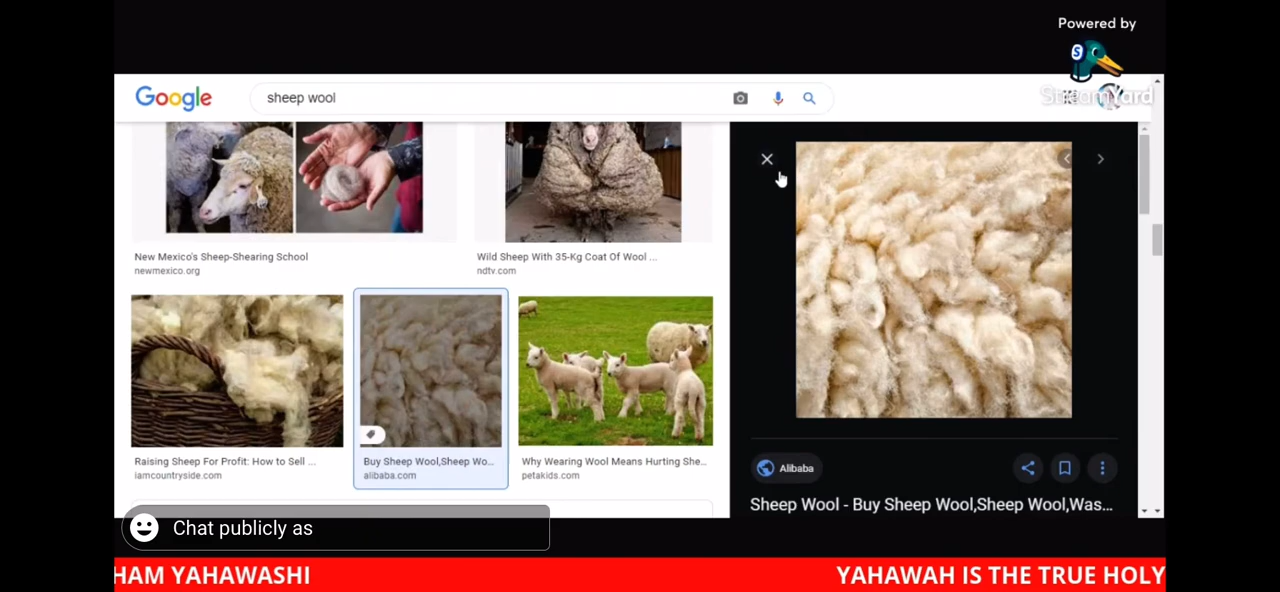 Powered by
StreamYard
Google
sheep wool
New Mexico's Sheep-Shearing School
newmexico.org
Wild Sheep With 35-Kg Coat Of Wool ...
ndtv.com
Raising Sheep For Profit: How to Sell ...
iamcountryside.com
Buy Sheep Wool,Sheep Wo...
alibaba.com
Why Wearing Wool Means Hurting She...
petakids.com
Alibaba
Sheep Wool - Buy Sheep Wool,Sheep Wool,Was...
Chat publicly as
HAM YAHAWASHI YAHAWAH IS THE TRUE HOLY